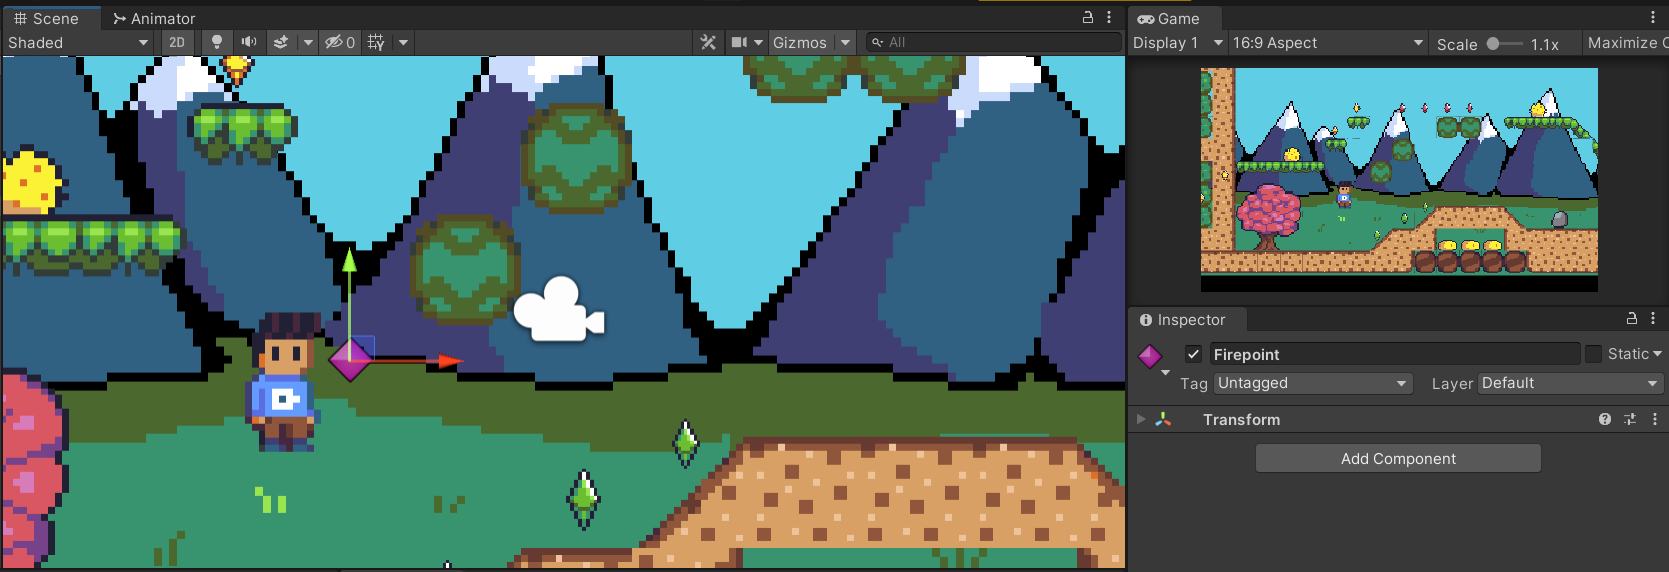 Scene
Animator
Shaded
2D
0
Gizmos
All
Game
Display 1
16:9 Aspect
Scale
1.1x
Maximize
Inspector
Firepoint
Static
Tag
Untagged
Layer
Default
Transform
Add Component